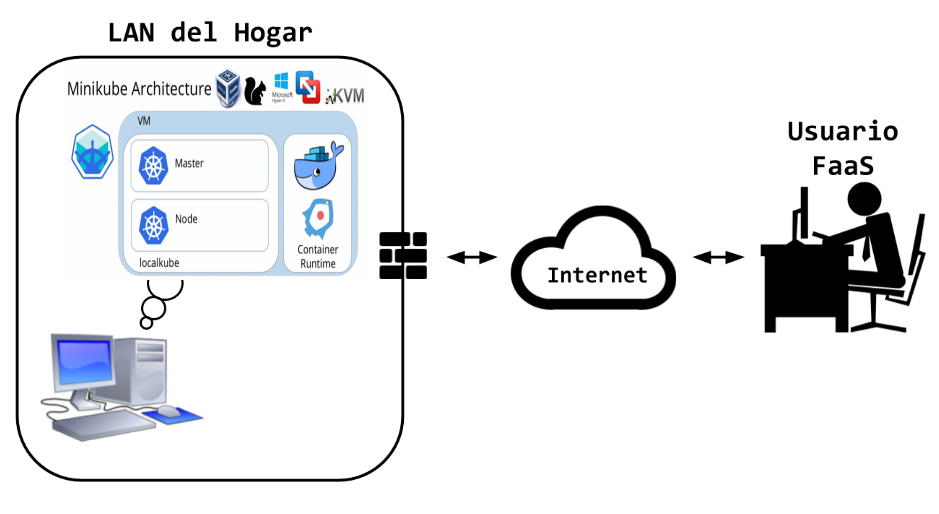 LAN del Hogar
Minikube Architecture
Microsoft
Hyper-V
KVM
VM
Master
Node
localkube
Container
Runtime
Internet
Usuario
FaaS